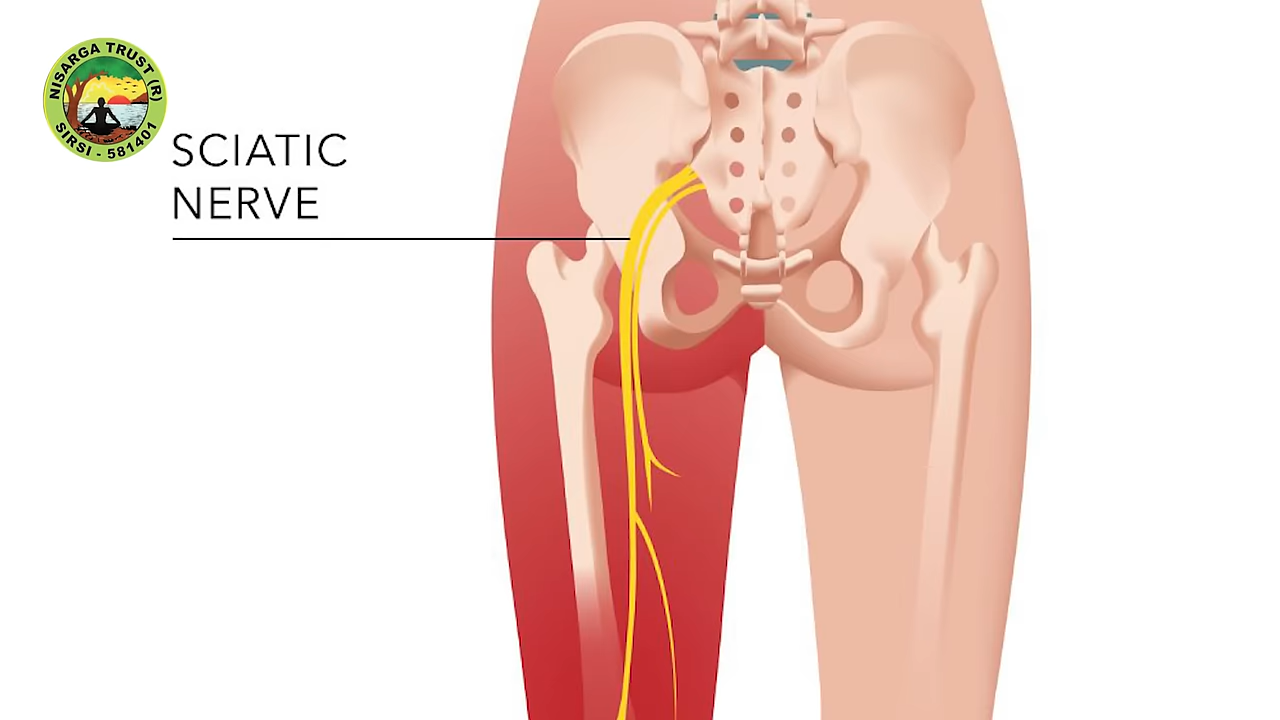 NISARGA TRUST (R)
SIRSI - 581401
SCIATIC
NERVE